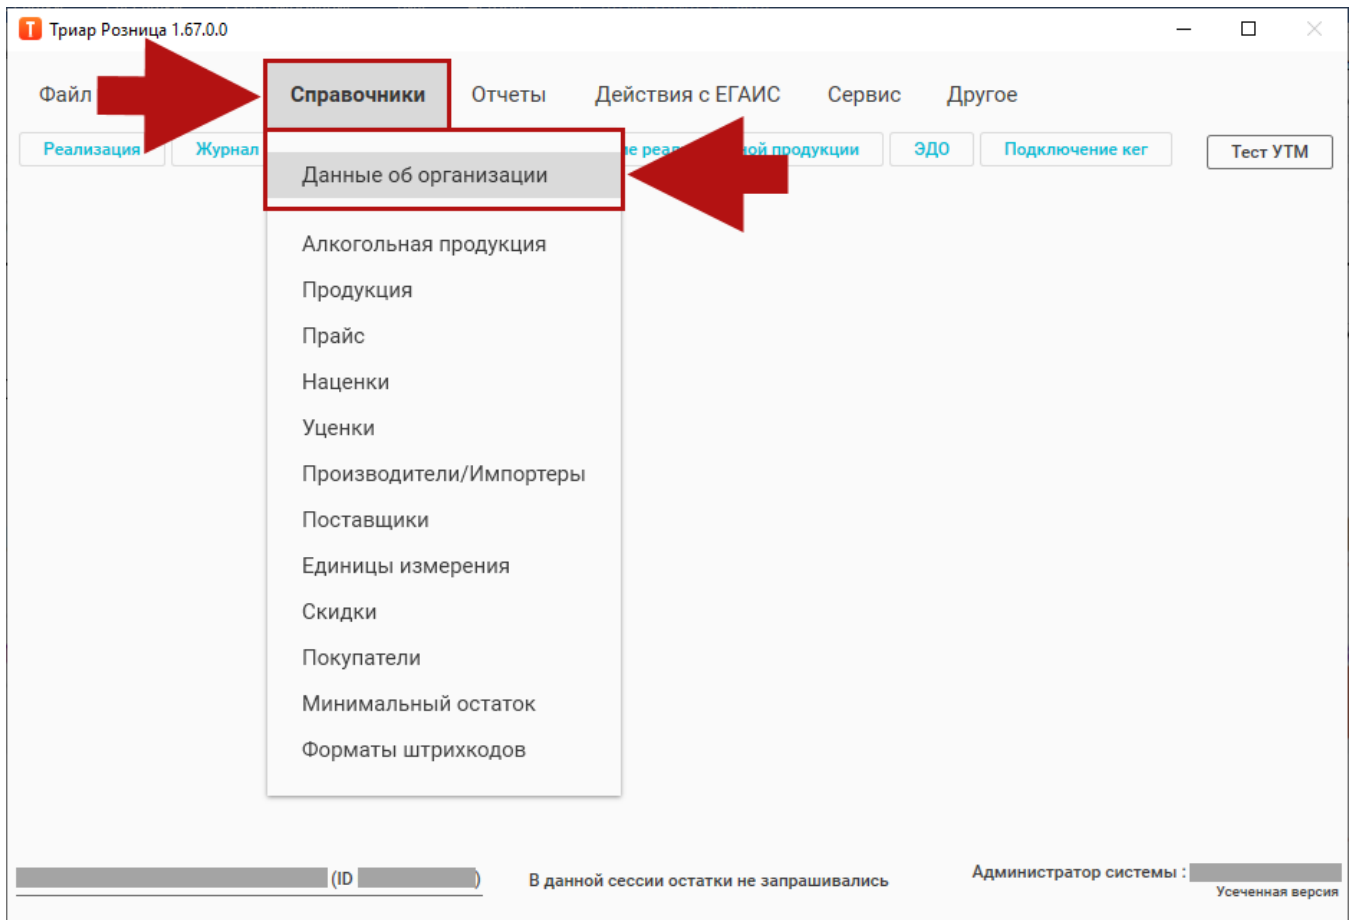 Триар Розница 1.67.0.0
Файл Справочники Отчеты Действия с ЕГАИС Сервис Другое
Реализация Журнал продукции ЭДО Подключение кег Тест УТМ
Данные об организации
Алкогольная продукция
Продукция
Прайс
Наценки
Уценки
Производители/Импортеры
Поставщики
Единицы измерения
Скидки
Покупатели
Минимальный остаток
Форматы штрихкодов
(ID )
В данной сессии остатки не запрашивались
Администратор системы :
Усеченная версия